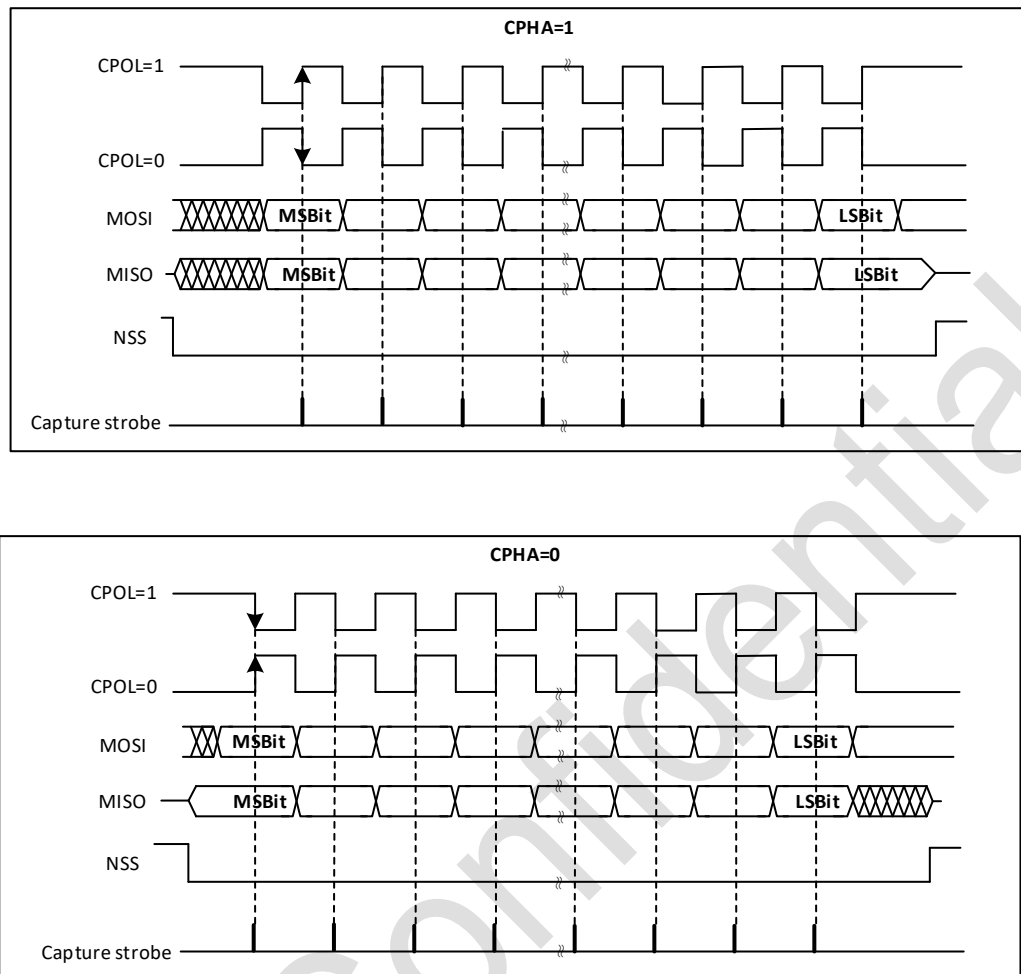 CPHA=1
CPOL=1
CPOL=0
MOSI MSBit LSBit
MISO MSBit LSBit
NSS
Capture strobe
CPHA=0
CPOL=1
CPOL=0
MOSI MSBit LSBit
MISO MSBit LSBit
NSS
Capture strobe
Confidential